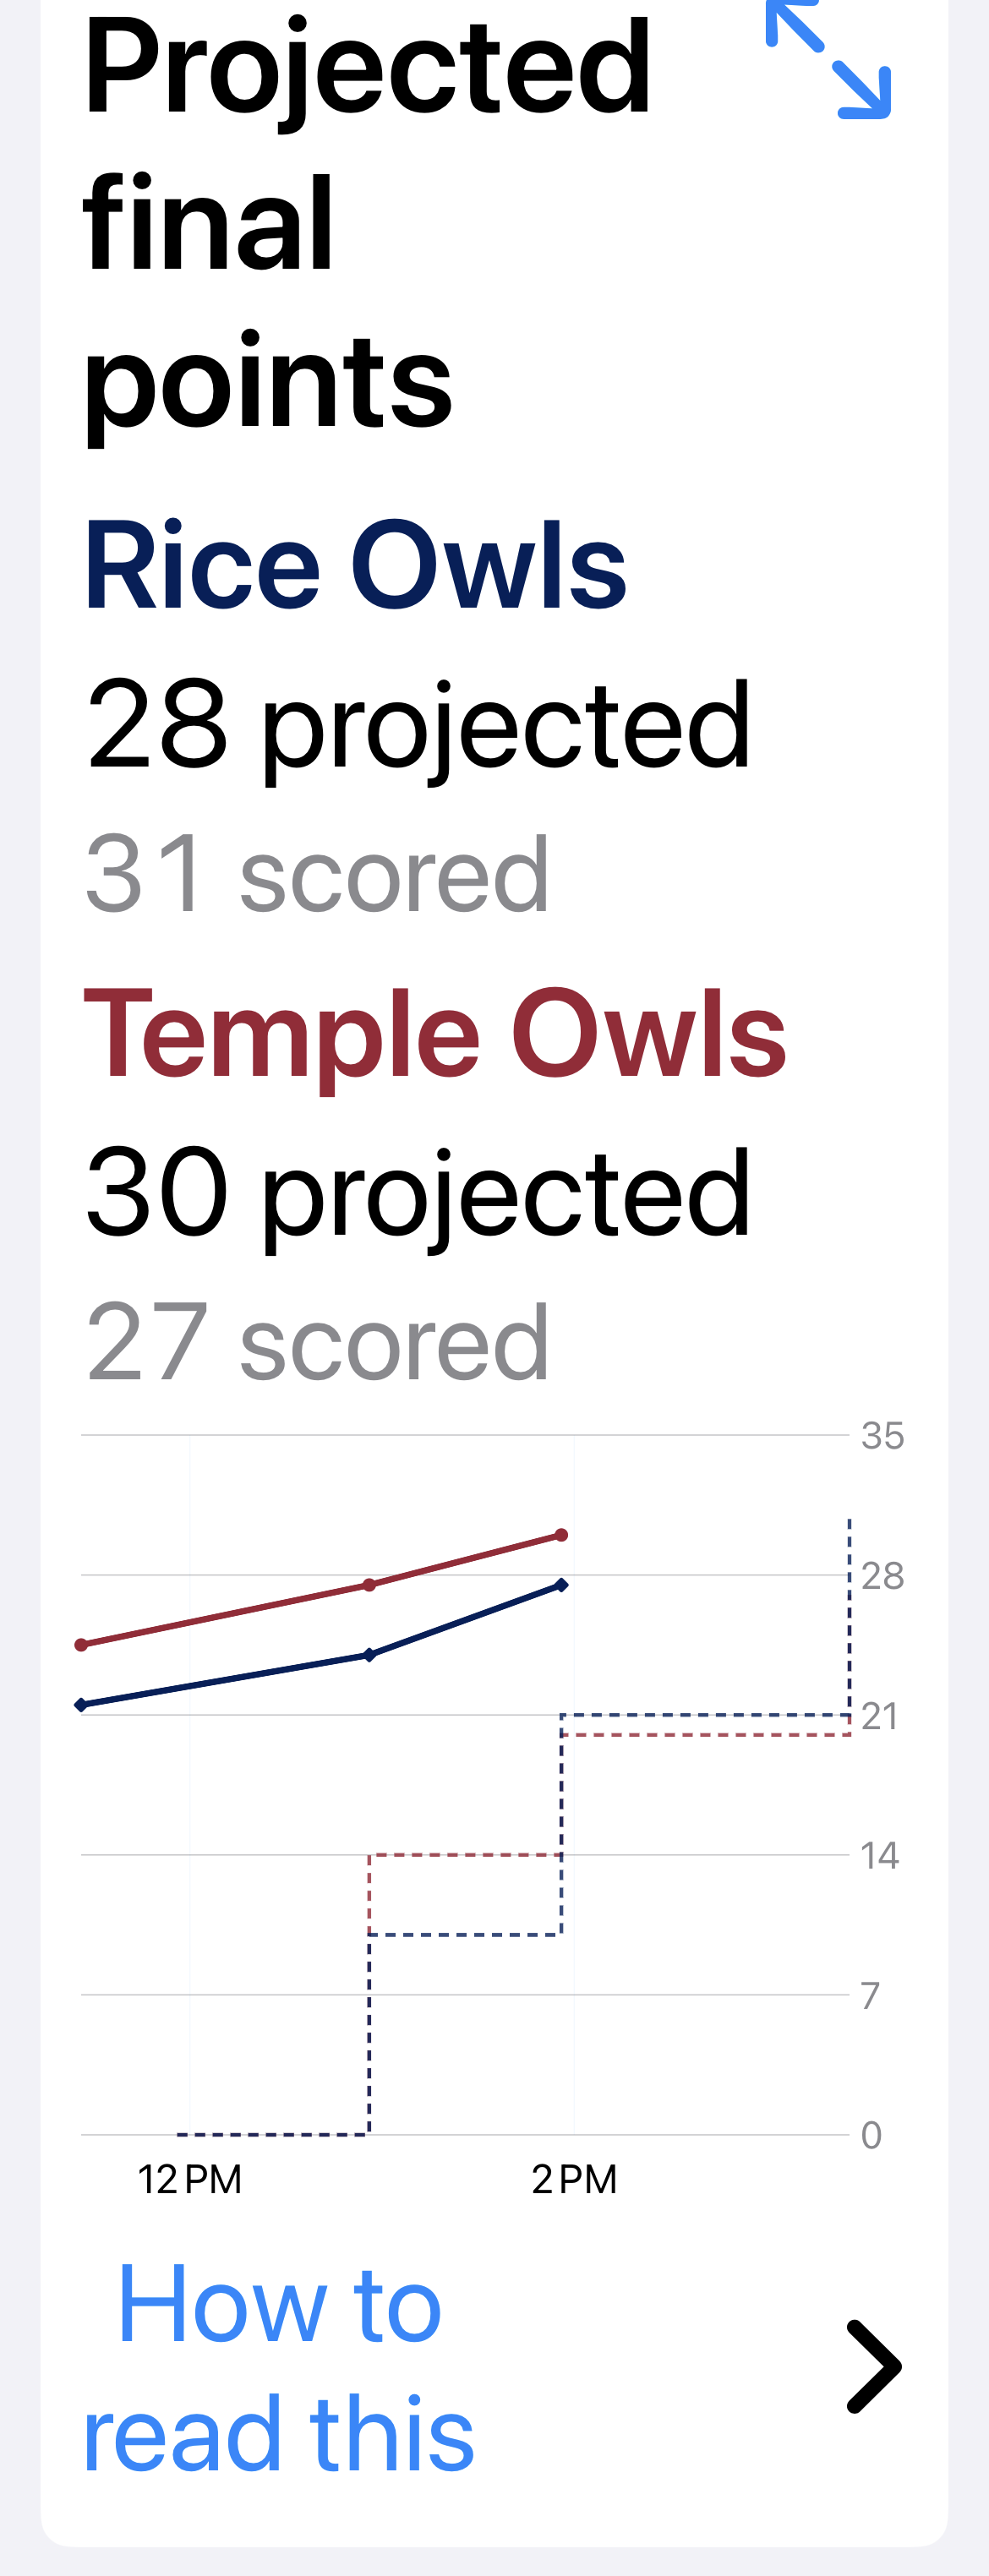 Projected
final
points
Rice Owls
28 projected
31 scored
Temple Owls
30 projected
27 scored
35
28
21
14
7
0
12 PM
2 PM
How to
read this